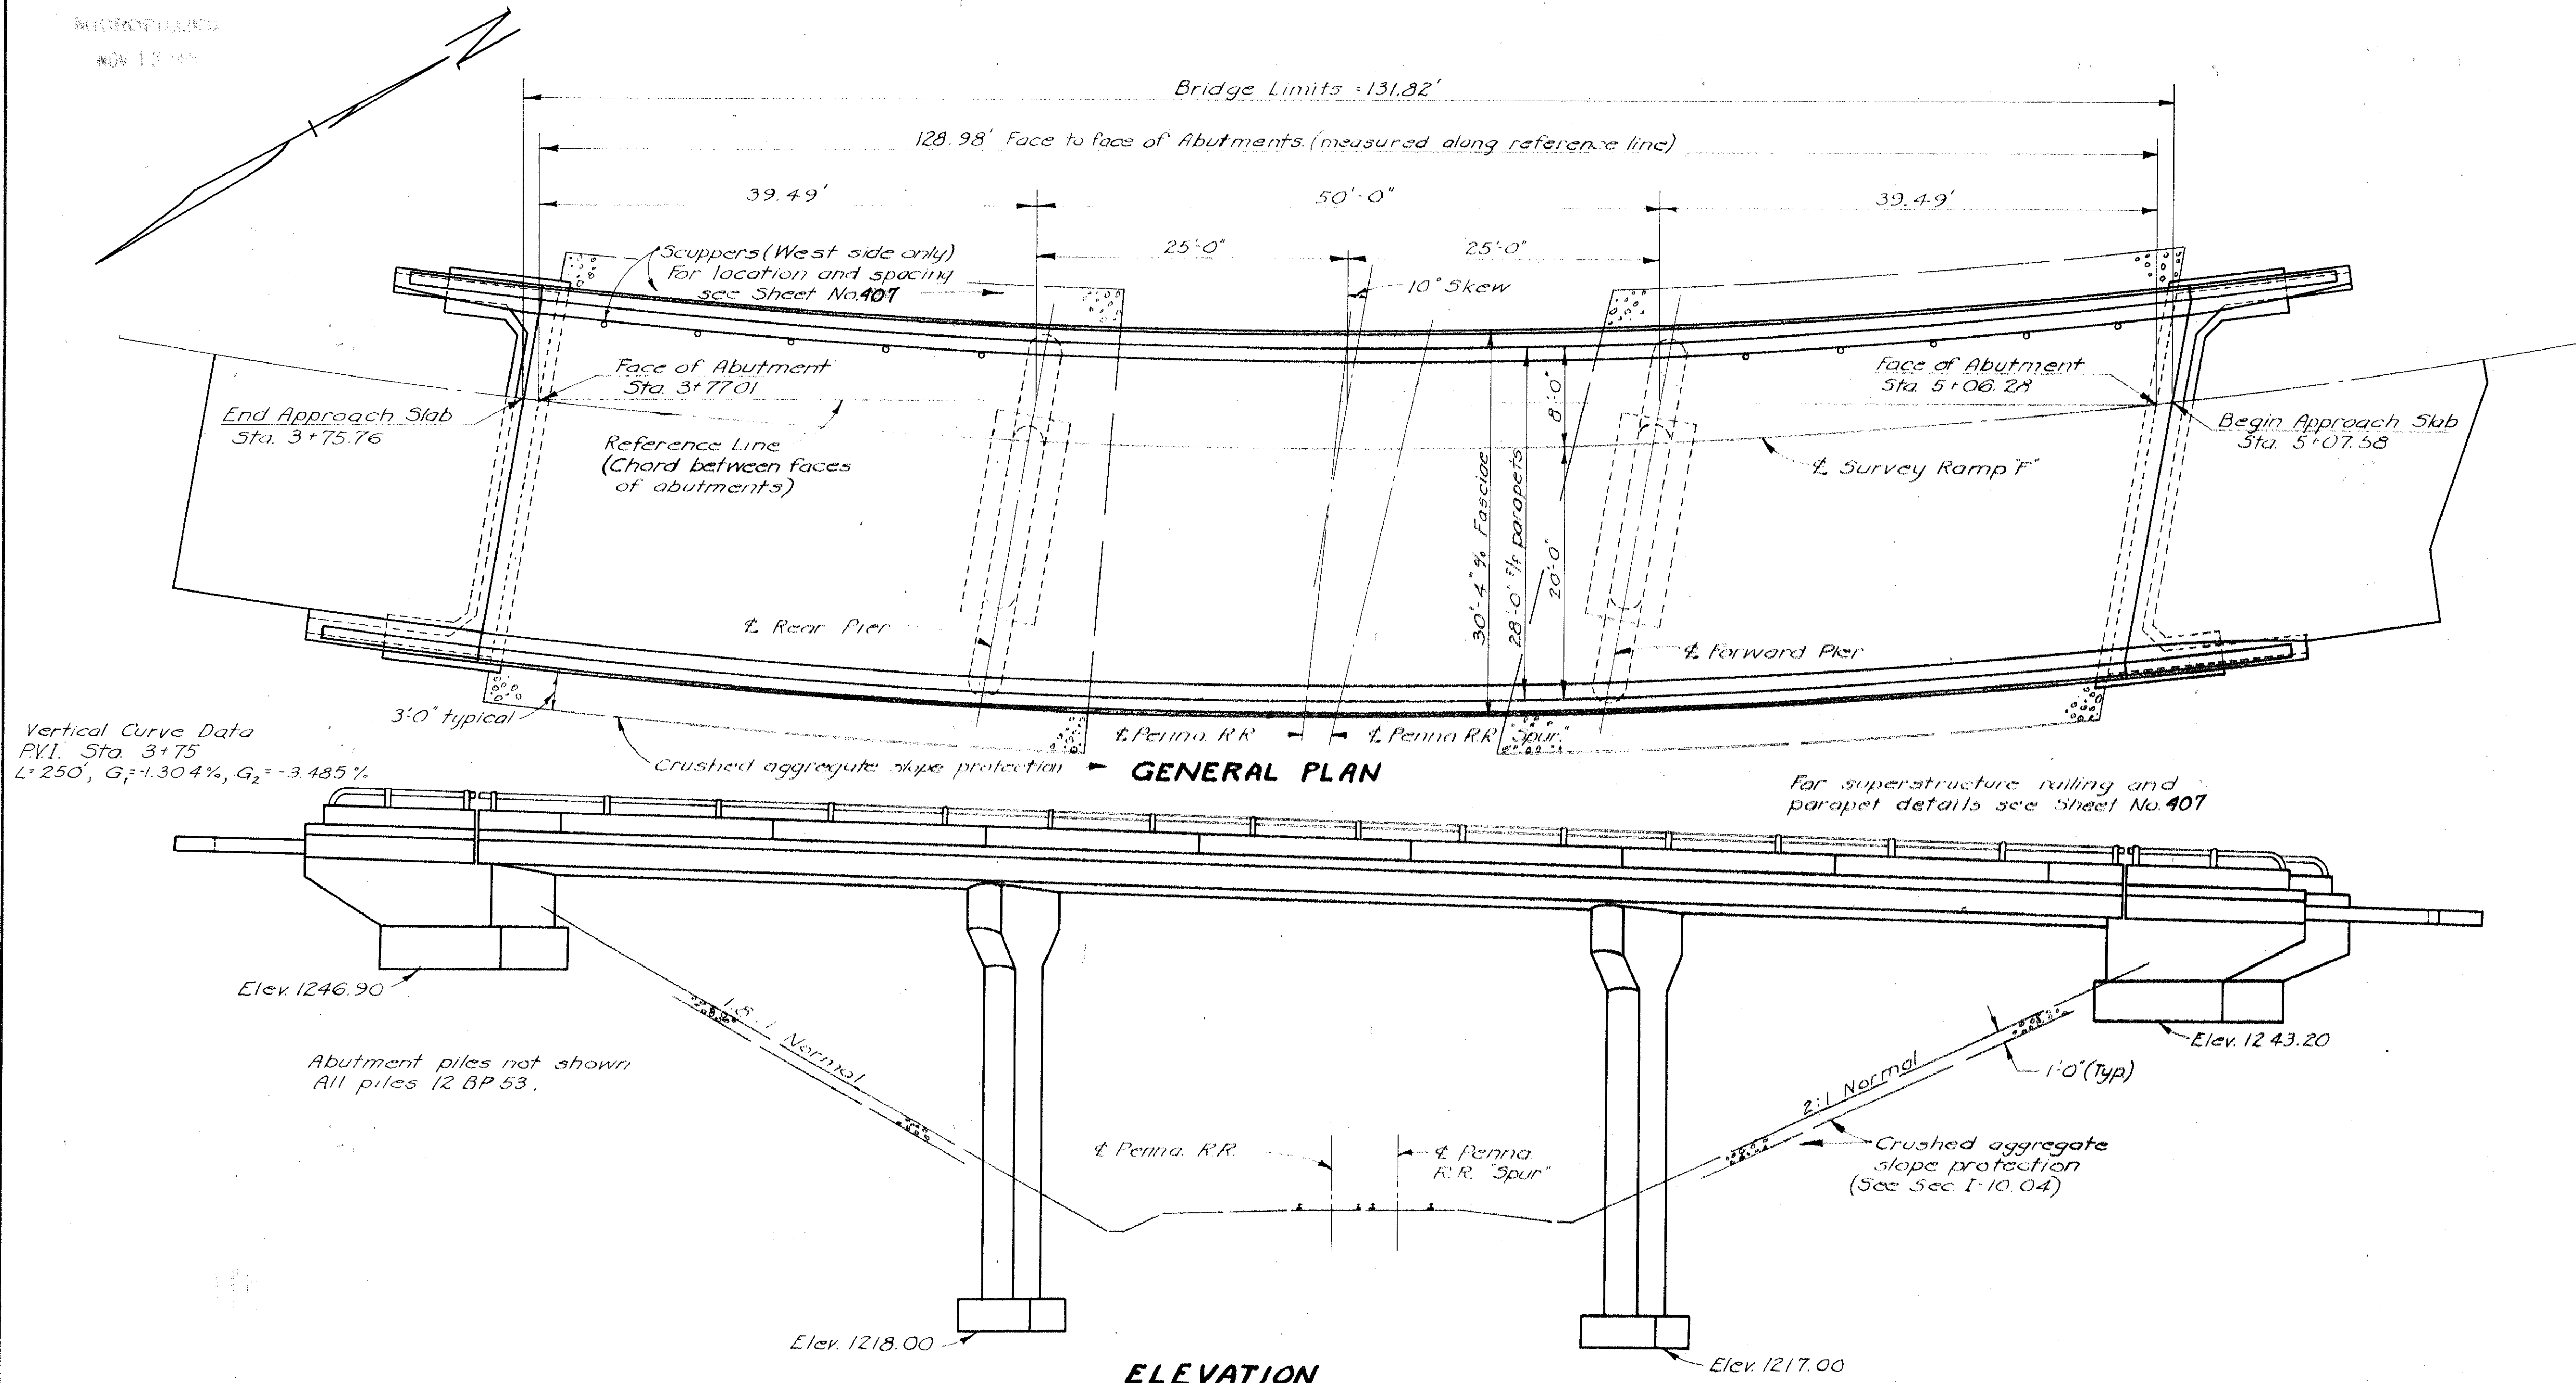 MICROFILMED
NOV 13
N
Bridge Limits = 131.82'
128.98' Face to face of Abutments. (measured along reference line)
39.49'
50'-0"
39.49'
25'-0"
25'-0"
Scuppers (West side only)
For location and spacing
see Sheet No. 407
10° Skew
Face of Abutment
Sta. 3+77.01
Face of Abutment
Sta. 5+06.28
End Approach Slab
Sta. 3+75.76
Begin Approach Slab
Sta. 5+07.58
Reference Line
(Chord between faces
of abutments)
8'-0"
20'-0"
30'-4" o/o Fasciae
28'-0" f/f parapets
℄ Survey Ramp "F"
℄ Rear Pier
℄ Forward Pier
3'-0" typical
℄ Penna. R.R.
℄ Penna R.R. "Spur"
Vertical Curve Data
P.V.I. Sta. 3+75
L=250', G₁=-1.304%, G₂=-3.485%
Crushed aggregate slope protection
GENERAL PLAN
For superstructure railing and
parapet details see Sheet No. 407
Elev. 1246.90
Elev. 1243.20
1.8:1 Normal
2:1 Normal
1'-0" (Typ.)
Abutment piles not shown
All piles 12 BP 53.
℄ Penna. R.R.
℄ Penna.
R.R. "Spur"
Crushed aggregate
slope protection
(See Sec. I-10.04)
Elev. 1218.00
Elev. 1217.00
ELEVATION